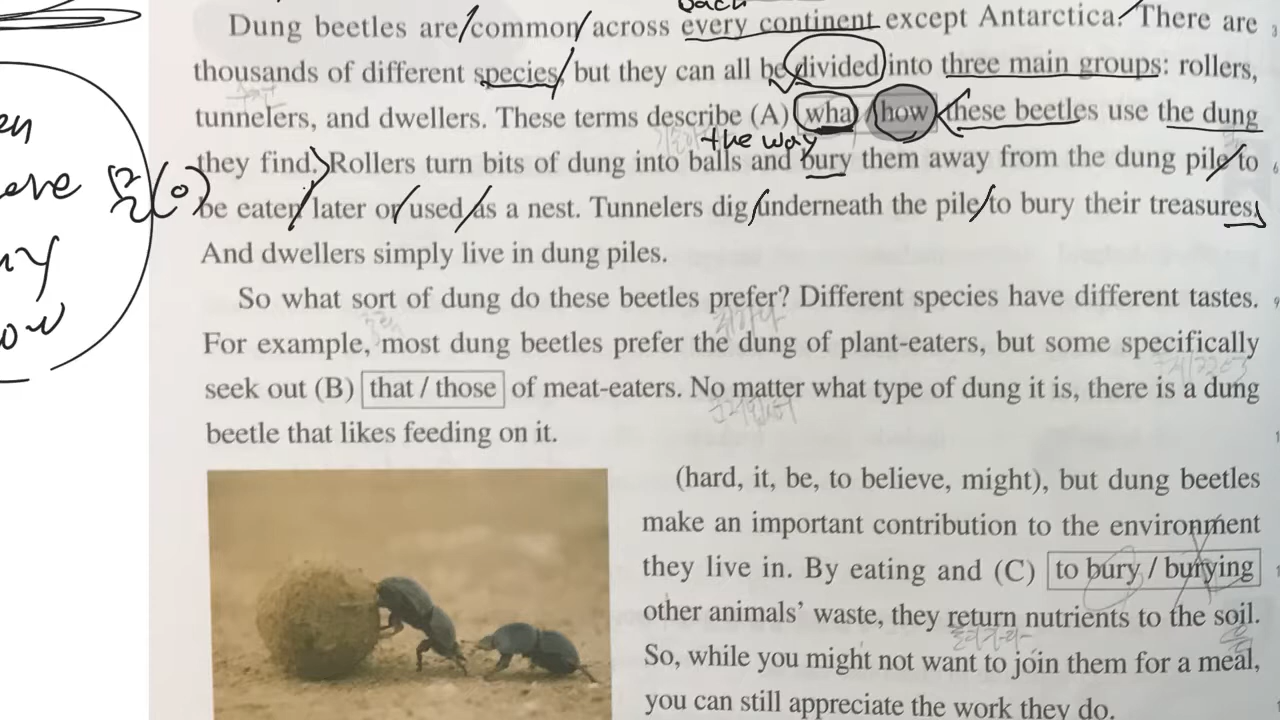 Dung beetles are common across every continent except Antarctica. There are
thousands of different species, but they can all be divided into three main groups: rollers,
tunnelers, and dwellers. These terms describe (A) wha / how these beetles use the dung
the way
they find. Rollers turn bits of dung into balls and bury them away from the dung pile to
be eaten later or used as a nest. Tunnelers dig underneath the pile to bury their treasures.
And dwellers simply live in dung piles.
So what sort of dung do these beetles prefer? Different species have different tastes.
For example, most dung beetles prefer the dung of plant-eaters, but some specifically
seek out (B) that / those of meat-eaters. No matter what type of dung it is, there is a dung
beetle that likes feeding on it.
(hard, it, be, to believe, might), but dung beetles
make an important contribution to the environment
they live in. By eating and (C) to bury / burying
other animals' waste, they return nutrients to the soil.
돌려주다
So, while you might not want to join them for a meal,
you can still appreciate the work they do.